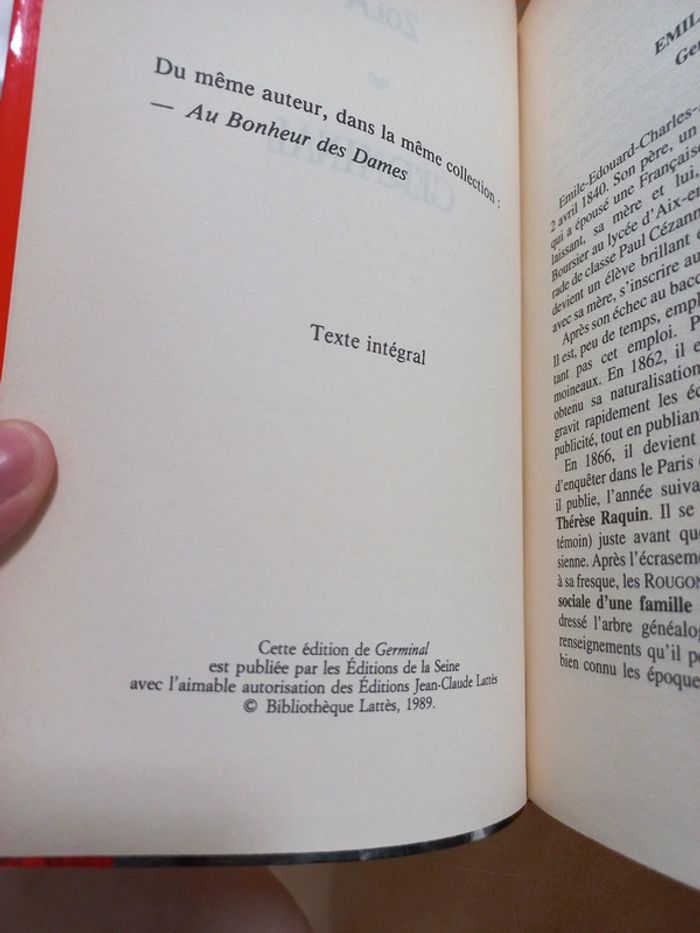 Du même auteur, dans la même collection :
— Au Bonheur des Dames
Texte intégral
Cette édition de Germinal
est publiée par les Éditions de la Seine
avec l'aimable autorisation des Éditions Jean-Claude Lattès
© Bibliothèque Lattès, 1989.
Emile-Edouard-Charles-
2 avril 1840. Son père, un
qui a épousé une Française
laissant, sa mère et lui,
Boursier au lycée d'Aix-en
rade de classe Paul Cézann
devient un élève brillant
avec sa mère, s'inscrire au
Après son échec au bacc
Il est, peu de temps, empl
tant pas cet emploi. P
moineaux. En 1862, il e
obtenu sa naturalisation
gravit rapidement les éc
publicité, tout en publian
En 1866, il devient
d'enquêter dans le Paris
il publie, l'année suiva
Thérèse Raquin. Il se
témoin) juste avant que
sienne. Après l'écrasem
à sa fresque, les ROUGON
sociale d'une famille
dressé l'arbre généalog
renseignements qu'il p
bien connu les époque